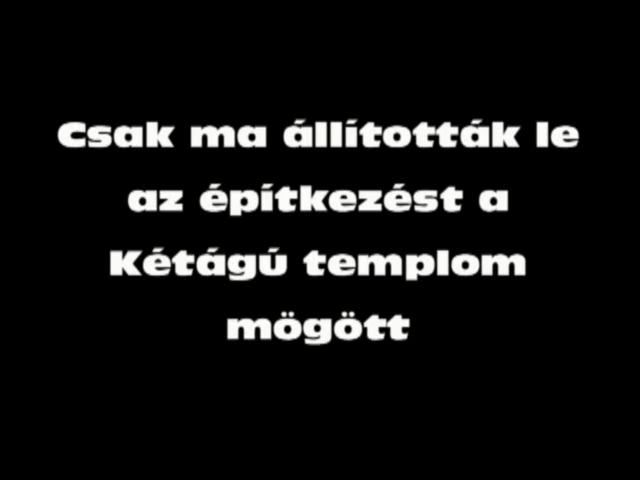 Csak ma állították le
az építkezést a
Kétágú templom
mögött